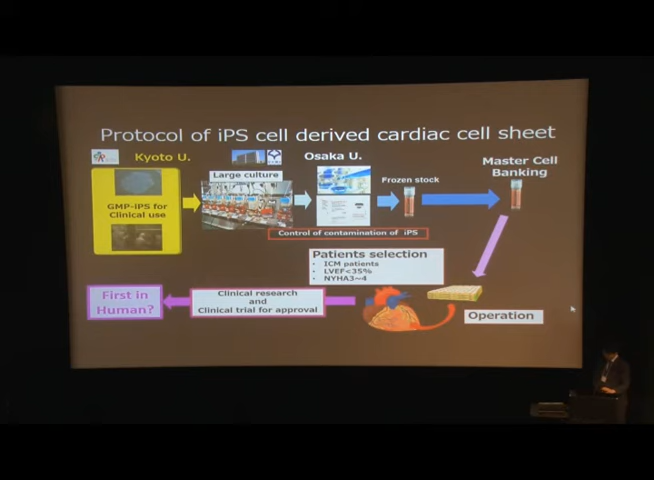 Protocol of iPS cell derived cardiac cell sheet
Kyoto U.
Osaka U.
Master Cell
Banking
Large culture
Frozen stock
GMP-iPS for
Clinical use
Control of contamination of iPS
Patients selection
• ICM patients
• LVEF<35%
• NYHA3~4
First in
Human?
Clinical research
and
Clinical trial for approval
Operation